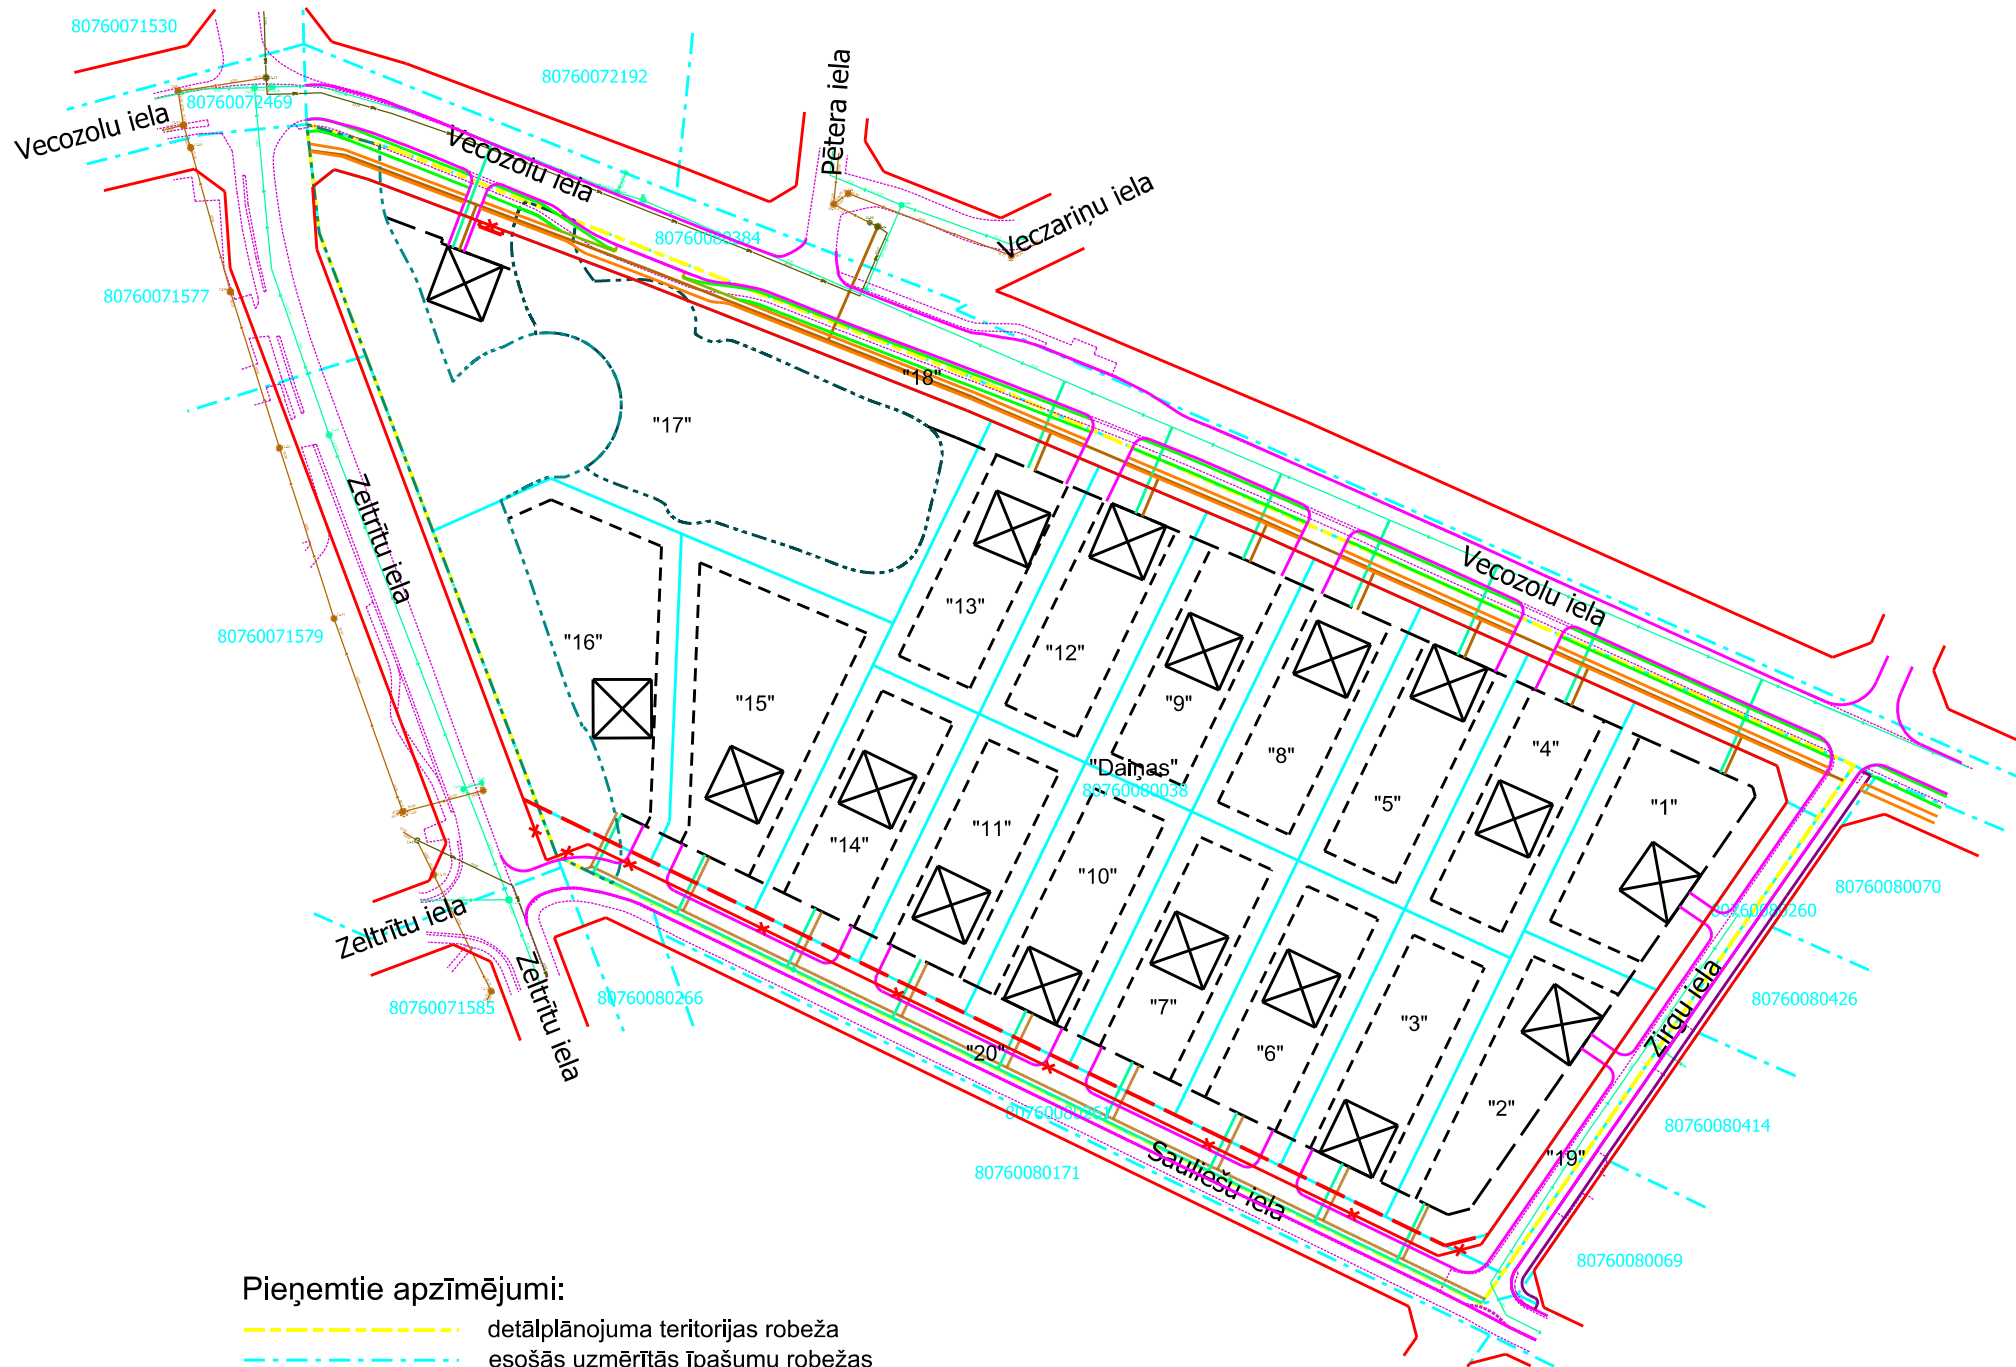 80760071530
80760072192
Pētera iela
80760072469
Vecozolu iela
Vecozolu iela
Veczariņu iela
80760080384
80760071577
"18"
"17"
Zeltrītu iela
Vecozolu iela
"13"
"16"
80760071579
"12"
"15"
"9"
"8"
"4"
"Daiņas"
80760080038
"5"
"1"
"11"
"14"
"10"
80760080070
80760080260
Zeltrītu iela
80760071585
Zeltrītu iela
80760080266
"7"
"3"
80760080426
Zirgu iela
"20"
"6"
80760080261
"2"
80760080414
80760080171
Sauliešu iela
"19"
80760080069
Pieņemtie apzīmējumi:
detālplānojuma teritorijas robeža
esošās uzmērītās īpašumu robežas